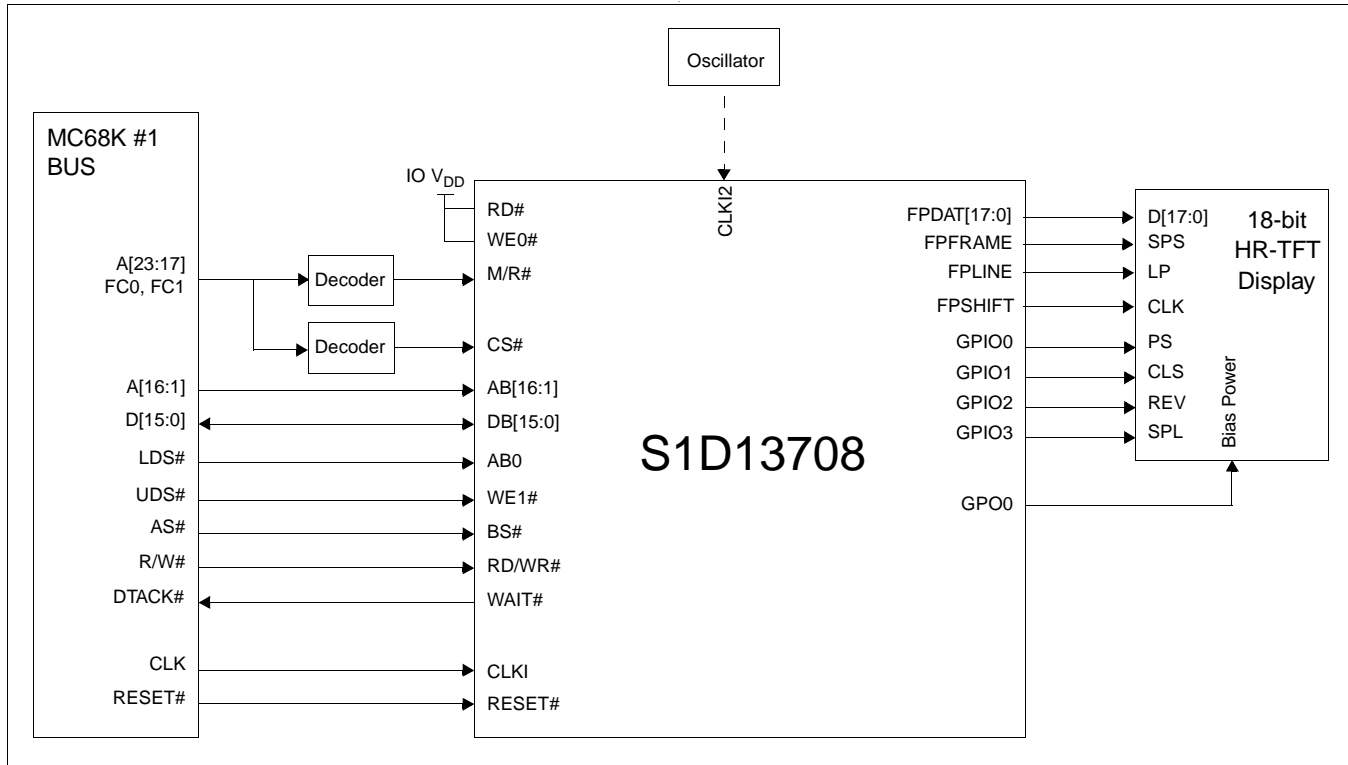 Oscillator
MC68K #1
BUS
A[23:17]
FC0, FC1
A[16:1]
D[15:0]
LDS#
UDS#
AS#
R/W#
DTACK#
CLK
RESET#
Decoder
Decoder
IO VDD
RD#
WE0#
M/R#
CS#
AB[16:1]
DB[15:0]
AB0
WE1#
BS#
RD/WR#
WAIT#
CLKI
RESET#
CLKI2
S1D13708
FPDAT[17:0]
FPFRAME
FPLINE
FPSHIFT
GPIO0
GPIO1
GPIO2
GPIO3
GPO0
D[17:0]
SPS
LP
CLK
PS
CLS
REV
SPL
18-bit
HR-TFT
Display
Bias Power